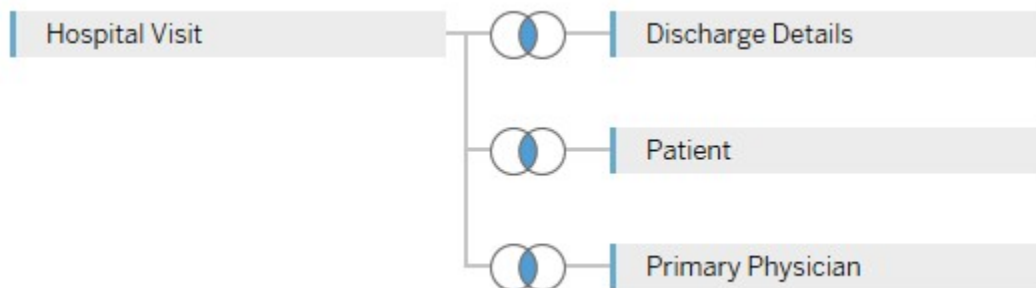 Hospital Visit
Discharge Details
Patient
Primary Physician